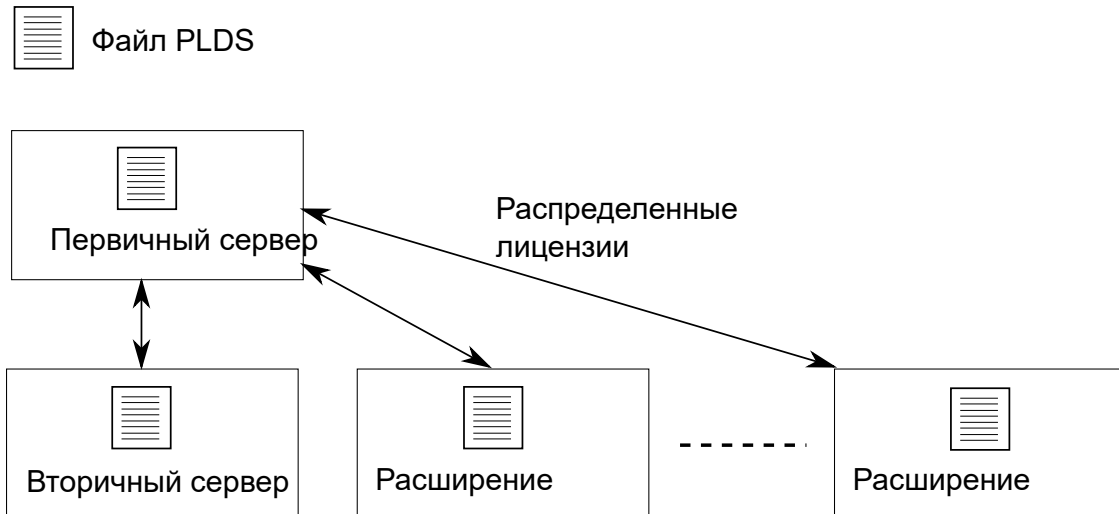 Файл PLDS
Распределенные
лицензии
Первичный сервер
Вторичный сервер
Расширение
Расширение